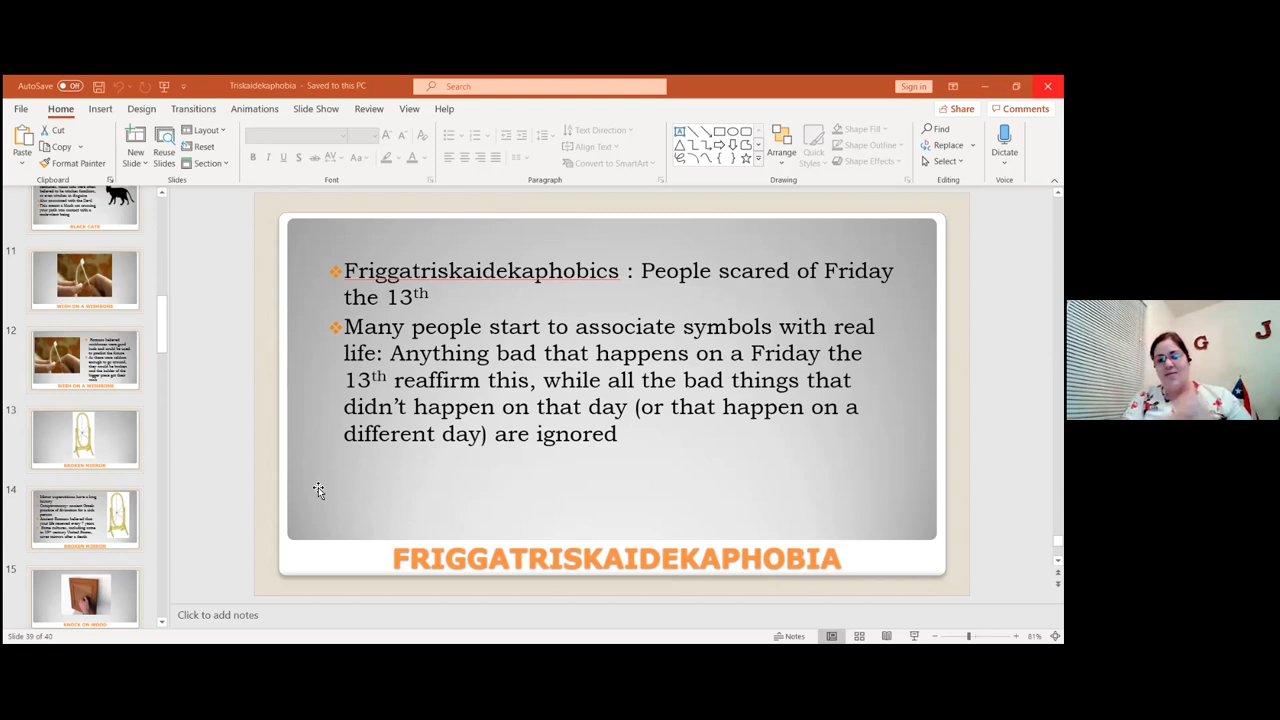 AutoSave Off
Triskaidekaphobia - Saved to this PC
Search
Sign in
File Home Insert Design Transitions Animations Slide Show Review View Help
Share Comments
Paste
Cut
Copy
Format Painter
Clipboard
New Slide
Reuse Slides
Layout
Reset
Section
Slides
Font
Text Direction
Align Text
Convert to SmartArt
Paragraph
Arrange
Quick Styles
Shape Fill
Shape Outline
Shape Effects
Drawing
Find
Replace
Select
Editing
Dictate
Voice
BLACK CATS
11
WISH ON A WISHBONE
12
WISH ON A WISHBONE
13
BROKEN MIRROR
14
BROKEN MIRROR
15
KNOCK ON WOOD
Friggatriskaidekaphobics : People scared of Friday
the 13th
Many people start to associate symbols with real
life: Anything bad that happens on a Friday the
13th reaffirm this, while all the bad things that
didn't happen on that day (or that happen on a
different day) are ignored
FRIGGATRISKAIDEKAPHOBIA
Click to add notes
Slide 39 of 40
Notes
81%
G J